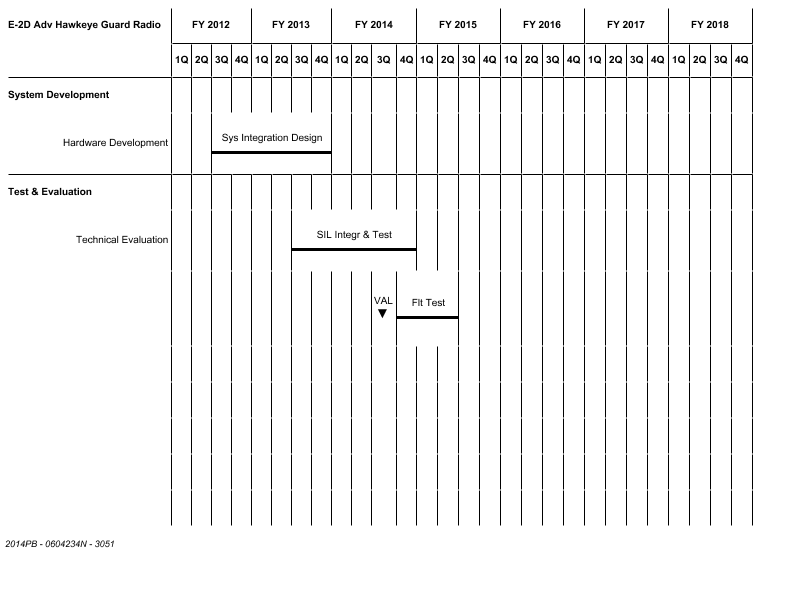 E-2D Adv Hawkeye Guard Radio FY 2012 FY 2013 FY 2014 FY 2015 FY 2016 FY 2017 FY 2018
1Q 2Q 3Q 4Q 1Q 2Q 3Q 4Q 1Q 2Q 3Q 4Q 1Q 2Q 3Q 4Q 1Q 2Q 3Q 4Q 1Q 2Q 3Q 4Q 1Q 2Q 3Q 4Q
System Development
Sys Integration Design
Hardware Development
Test & Evaluation
SIL Integr & Test
Technical Evaluation
VAL Flt Test
2014PB - 0604234N - 3051